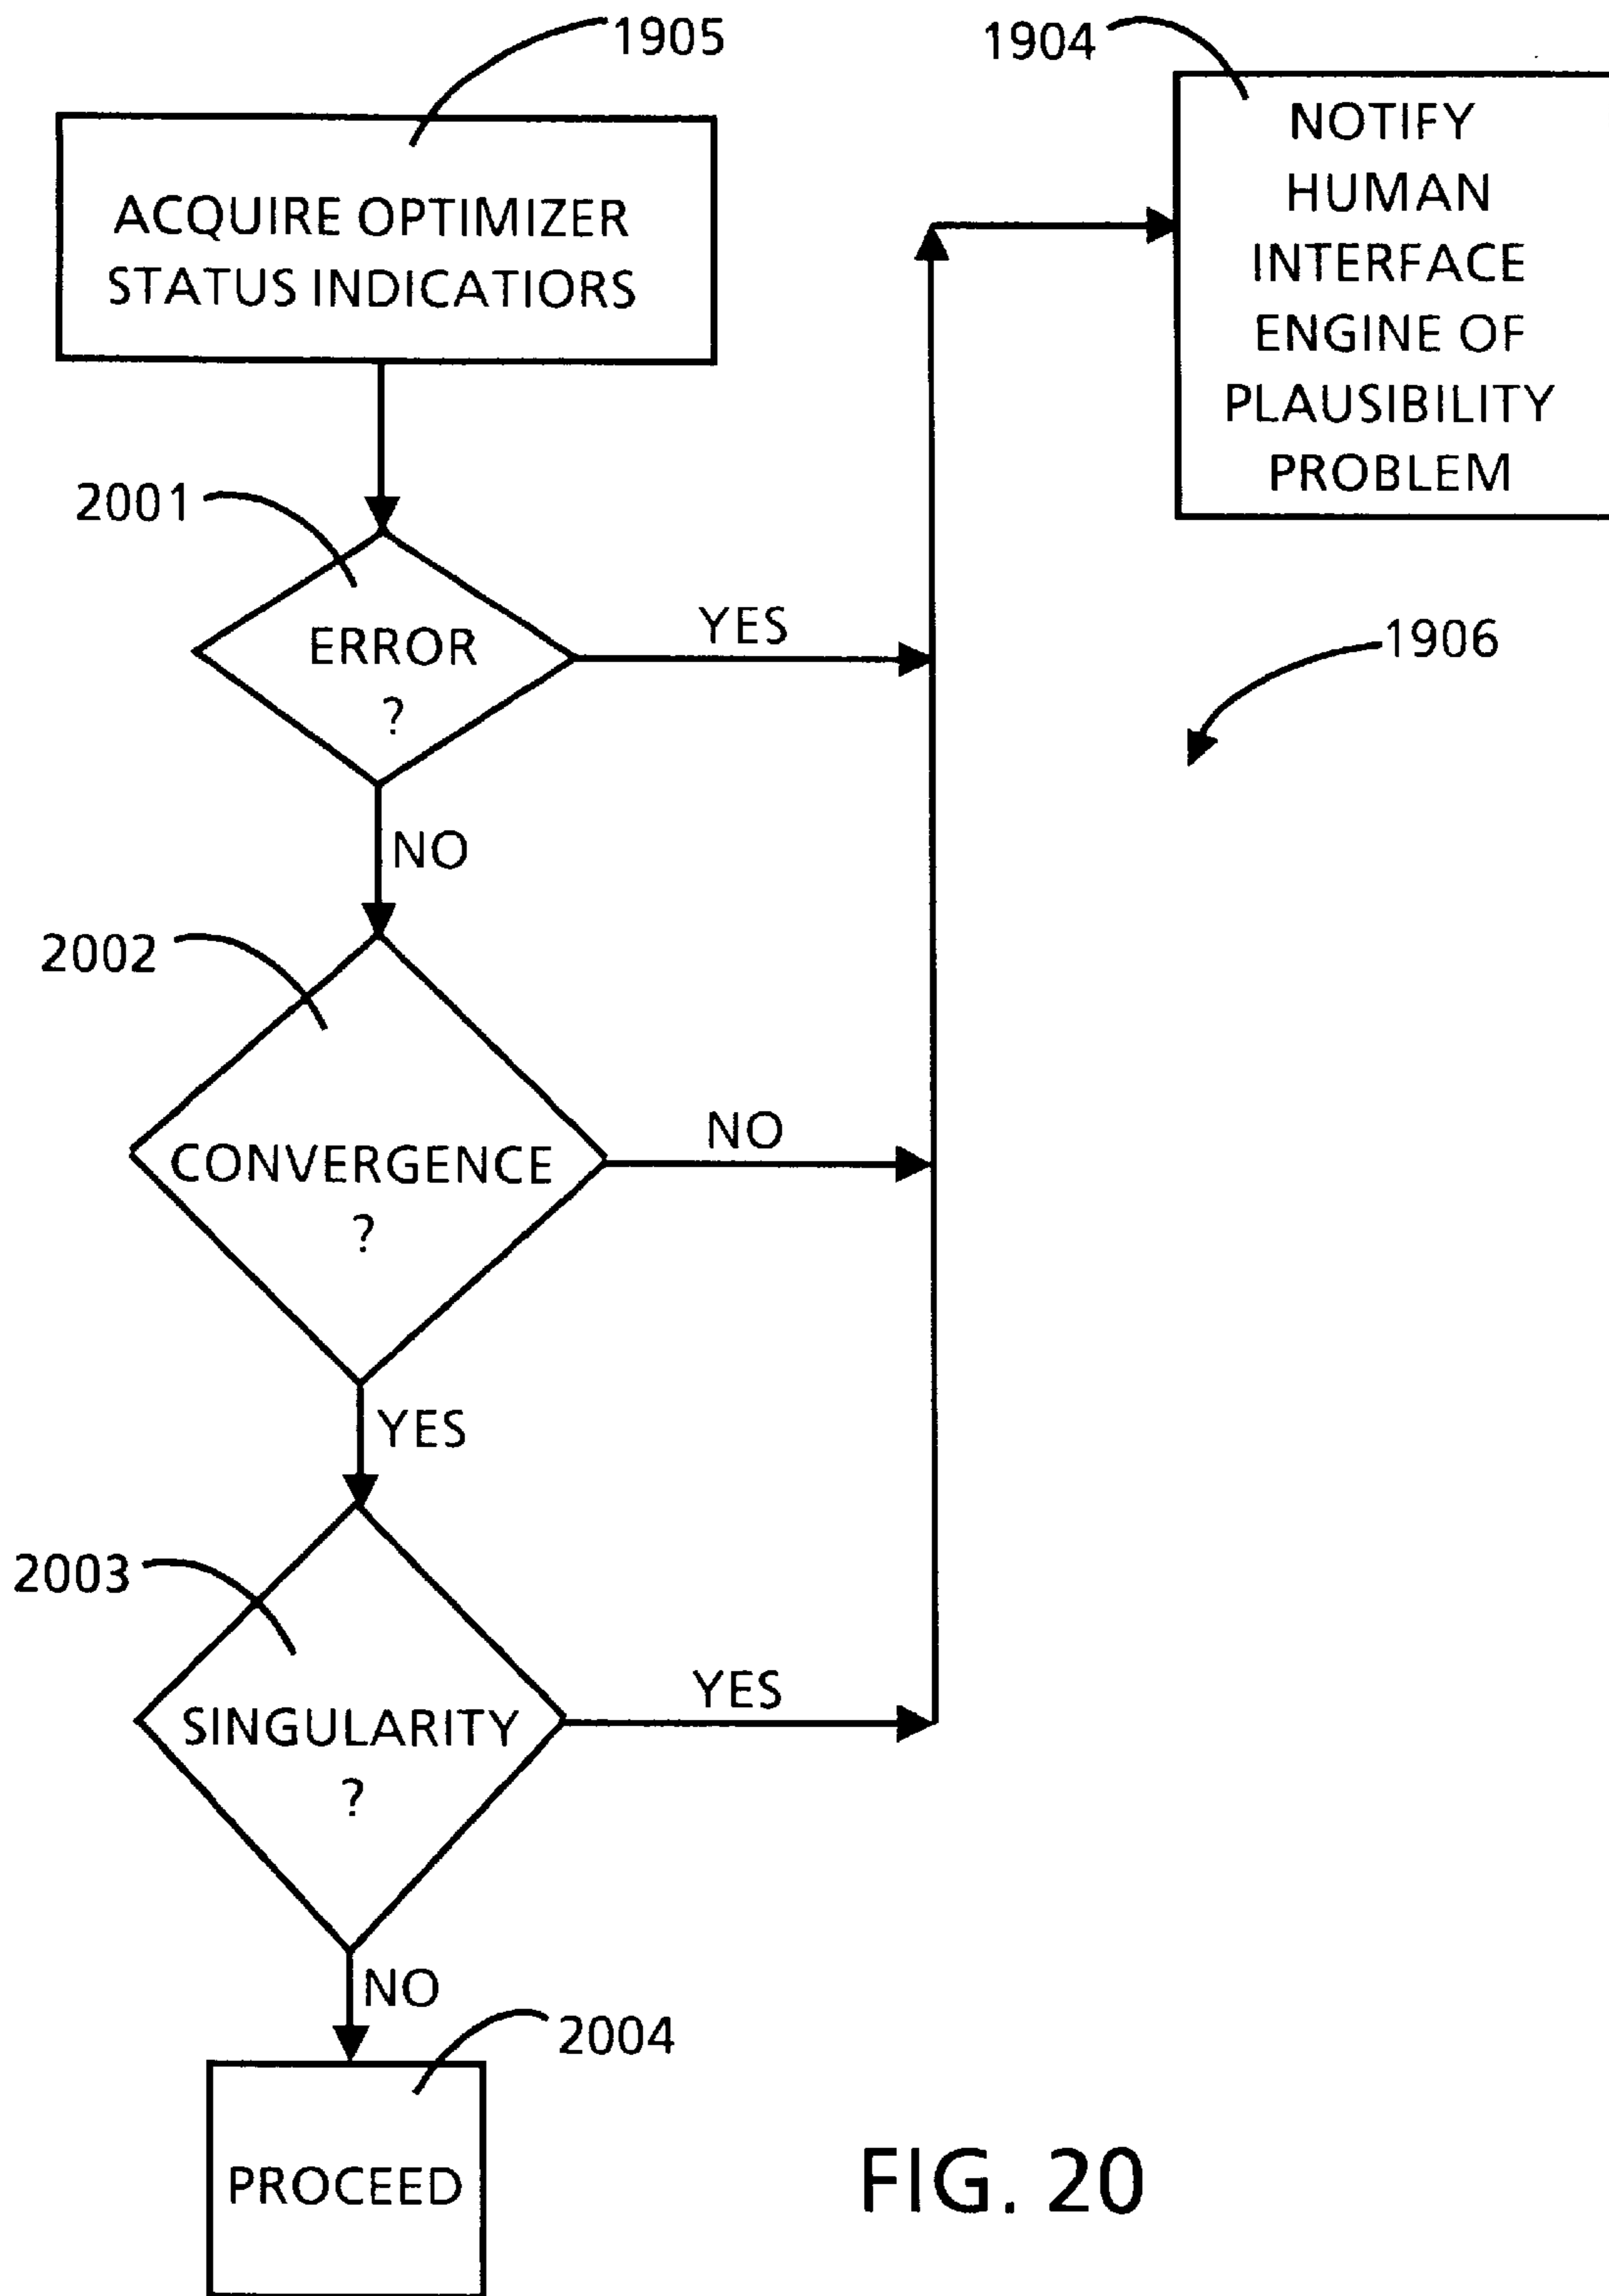 1905
1904
ACQUIRE OPTIMIZER
STATUS INDICATIORS
NOTIFY
HUMAN
INTERFACE
ENGINE OF
PLAUSIBILITY
PROBLEM
2001
ERROR
?
YES
1906
NO
2002
CONVERGENCE
?
NO
YES
2003
SINGULARITY
?
YES
NO
2004
PROCEED
FIG. 20